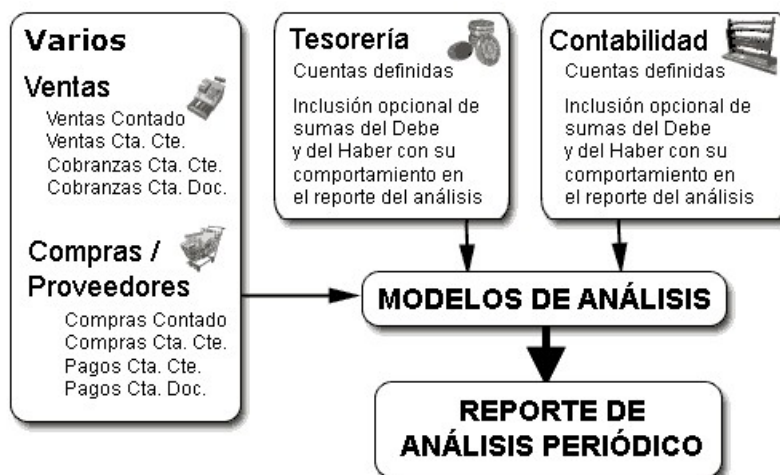 Varios
Ventas
Ventas Contado
Ventas Cta. Cte.
Cobranzas Cta. Cte.
Cobranzas Cta. Doc.
Compras /
Proveedores
Compras Contado
Compras Cta. Cte.
Pagos Cta. Cte.
Pagos Cta. Doc.
Tesorería
Cuentas definidas
Inclusión opcional de
sumas del Debe
y del Haber con su
comportamiento en
el reporte del análisis
Contabilidad
Cuentas definidas
Inclusión opcional de
sumas del Debe
y del Haber con su
comportamiento en
el reporte del análisis
MODELOS DE ANÁLISIS
REPORTE DE
ANÁLISIS PERIÓDICO